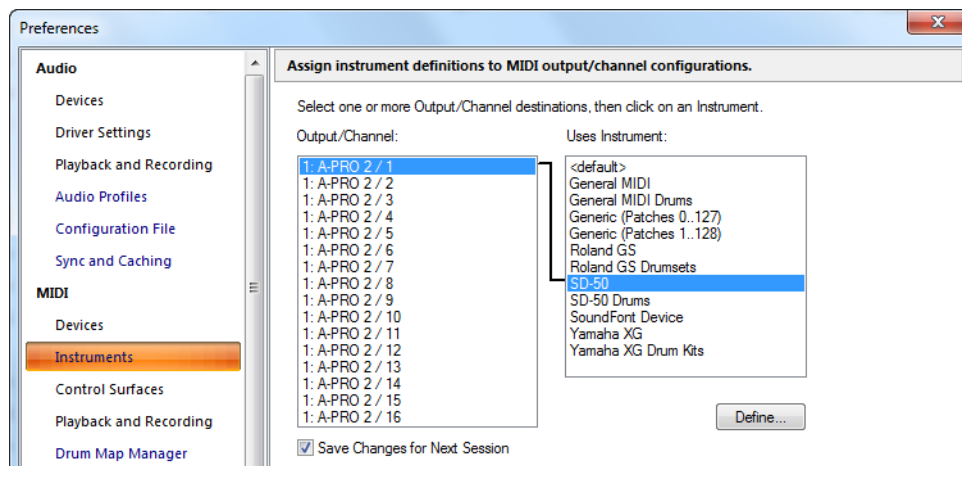 Preferences
Audio
Devices
Driver Settings
Playback and Recording
Audio Profiles
Configuration File
Sync and Caching
MIDI
Devices
Instruments
Control Surfaces
Playback and Recording
Drum Map Manager
Assign instrument definitions to MIDI output/channel configurations.
Select one or more Output/Channel destinations, then click on an Instrument.
Output/Channel:
1: A-PRO 2 / 1
1: A-PRO 2 / 2
1: A-PRO 2 / 3
1: A-PRO 2 / 4
1: A-PRO 2 / 5
1: A-PRO 2 / 6
1: A-PRO 2 / 7
1: A-PRO 2 / 8
1: A-PRO 2 / 9
1: A-PRO 2 / 10
1: A-PRO 2 / 11
1: A-PRO 2 / 12
1: A-PRO 2 / 13
1: A-PRO 2 / 14
1: A-PRO 2 / 15
1: A-PRO 2 / 16
Uses Instrument:
<default>
General MIDI
General MIDI Drums
Generic (Patches 0..127)
Generic (Patches 1..128)
Roland GS
Roland GS Drumsets
SD-50
SD-50 Drums
SoundFont Device
Yamaha XG
Yamaha XG Drum Kits
Define...
Save Changes for Next Session